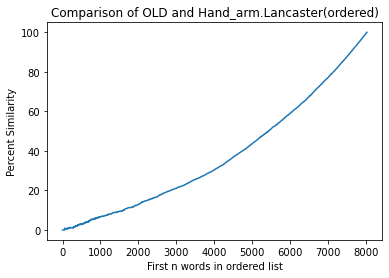 Comparison of OLD and Hand_arm.Lancaster(ordered)
100
80
60
40
20
0
Percent Similarity
0 1000 2000 3000 4000 5000 6000 7000 8000
First n words in ordered list